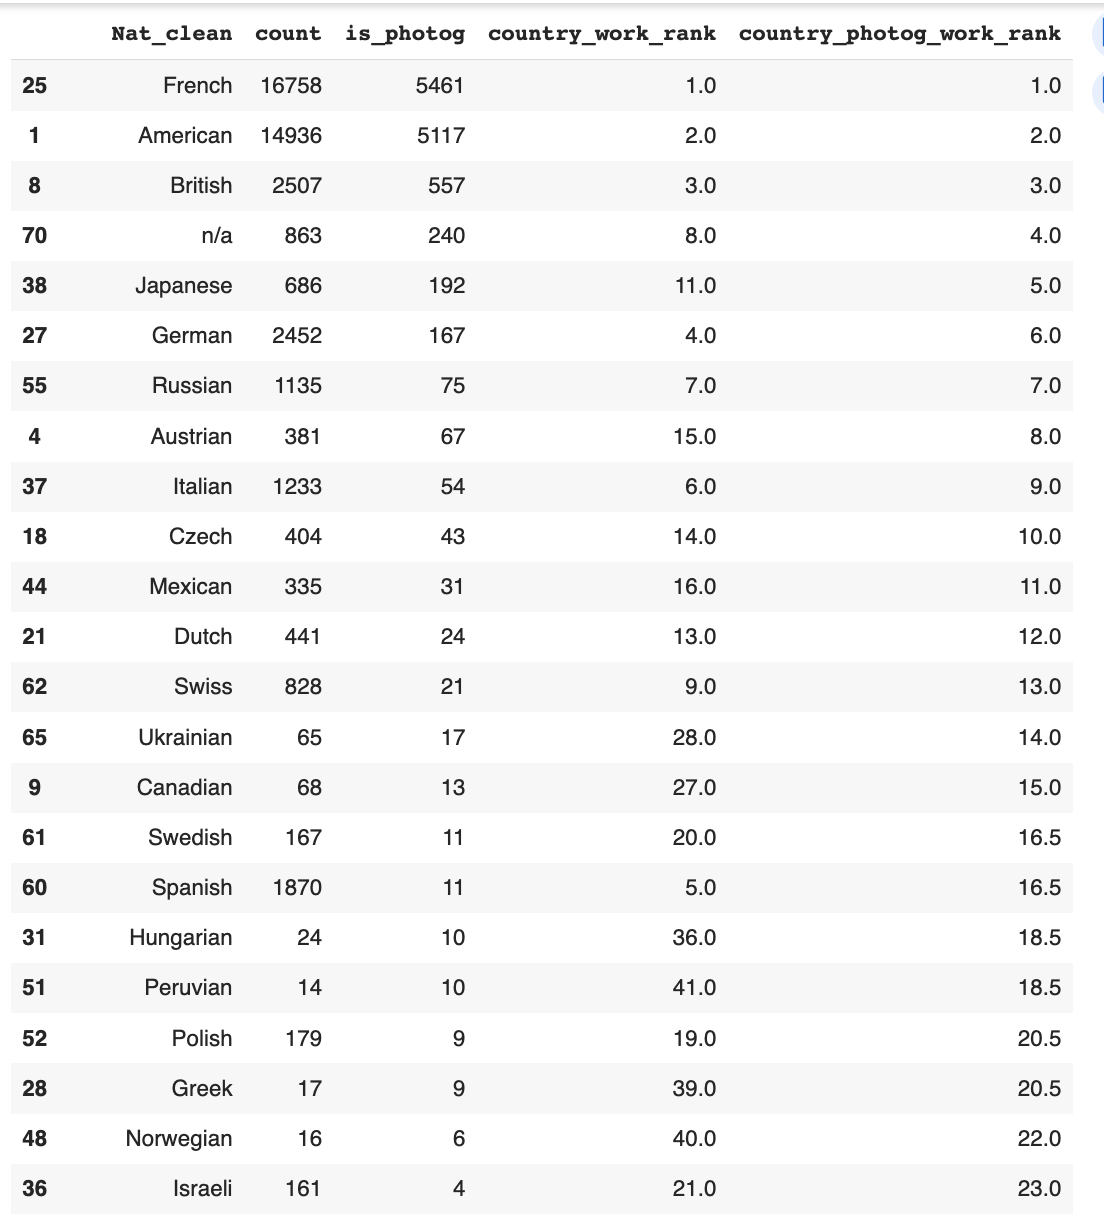 Nat_clean count is_photog country_work_rank country_photog_work_rank
25 French 16758 5461 1.0 1.0
1 American 14936 5117 2.0 2.0
8 British 2507 557 3.0 3.0
70 n/a 863 240 8.0 4.0
38 Japanese 686 192 11.0 5.0
27 German 2452 167 4.0 6.0
55 Russian 1135 75 7.0 7.0
4 Austrian 381 67 15.0 8.0
37 Italian 1233 54 6.0 9.0
18 Czech 404 43 14.0 10.0
44 Mexican 335 31 16.0 11.0
21 Dutch 441 24 13.0 12.0
62 Swiss 828 21 9.0 13.0
65 Ukrainian 65 17 28.0 14.0
9 Canadian 68 13 27.0 15.0
61 Swedish 167 11 20.0 16.5
60 Spanish 1870 11 5.0 16.5
31 Hungarian 24 10 36.0 18.5
51 Peruvian 14 10 41.0 18.5
52 Polish 179 9 19.0 20.5
28 Greek 17 9 39.0 20.5
48 Norwegian 16 6 40.0 22.0
36 Israeli 161 4 21.0 23.0